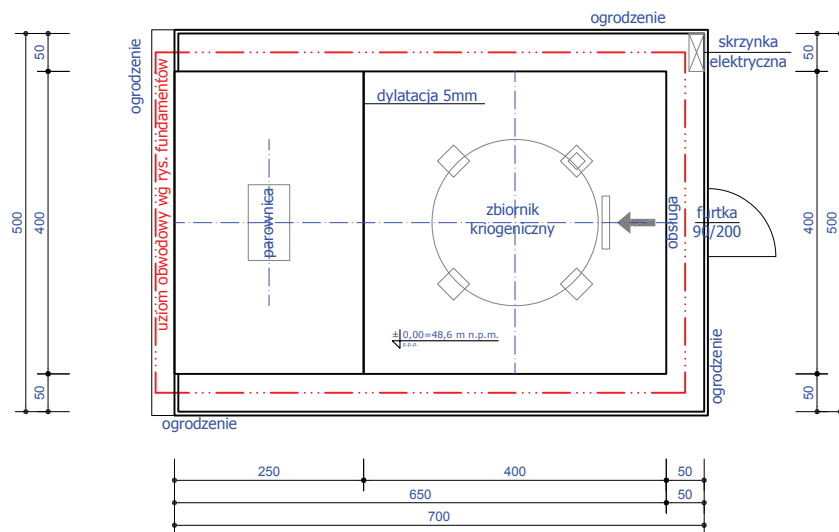 ogrodzenie
50
ogrodzenie
skrzynka
elektryczna
50
uziom obwodowy wg rys. fundamentów
dylatacja 5mm
500
400
parownica
zbiornik
kriogeniczny
obsługa
furtka
90/200
400
500
± 0,00=48,6 m n.p.m.
p.p.p.
ogrodzenie
50
50
ogrodzenie
250
400
50
650
50
700